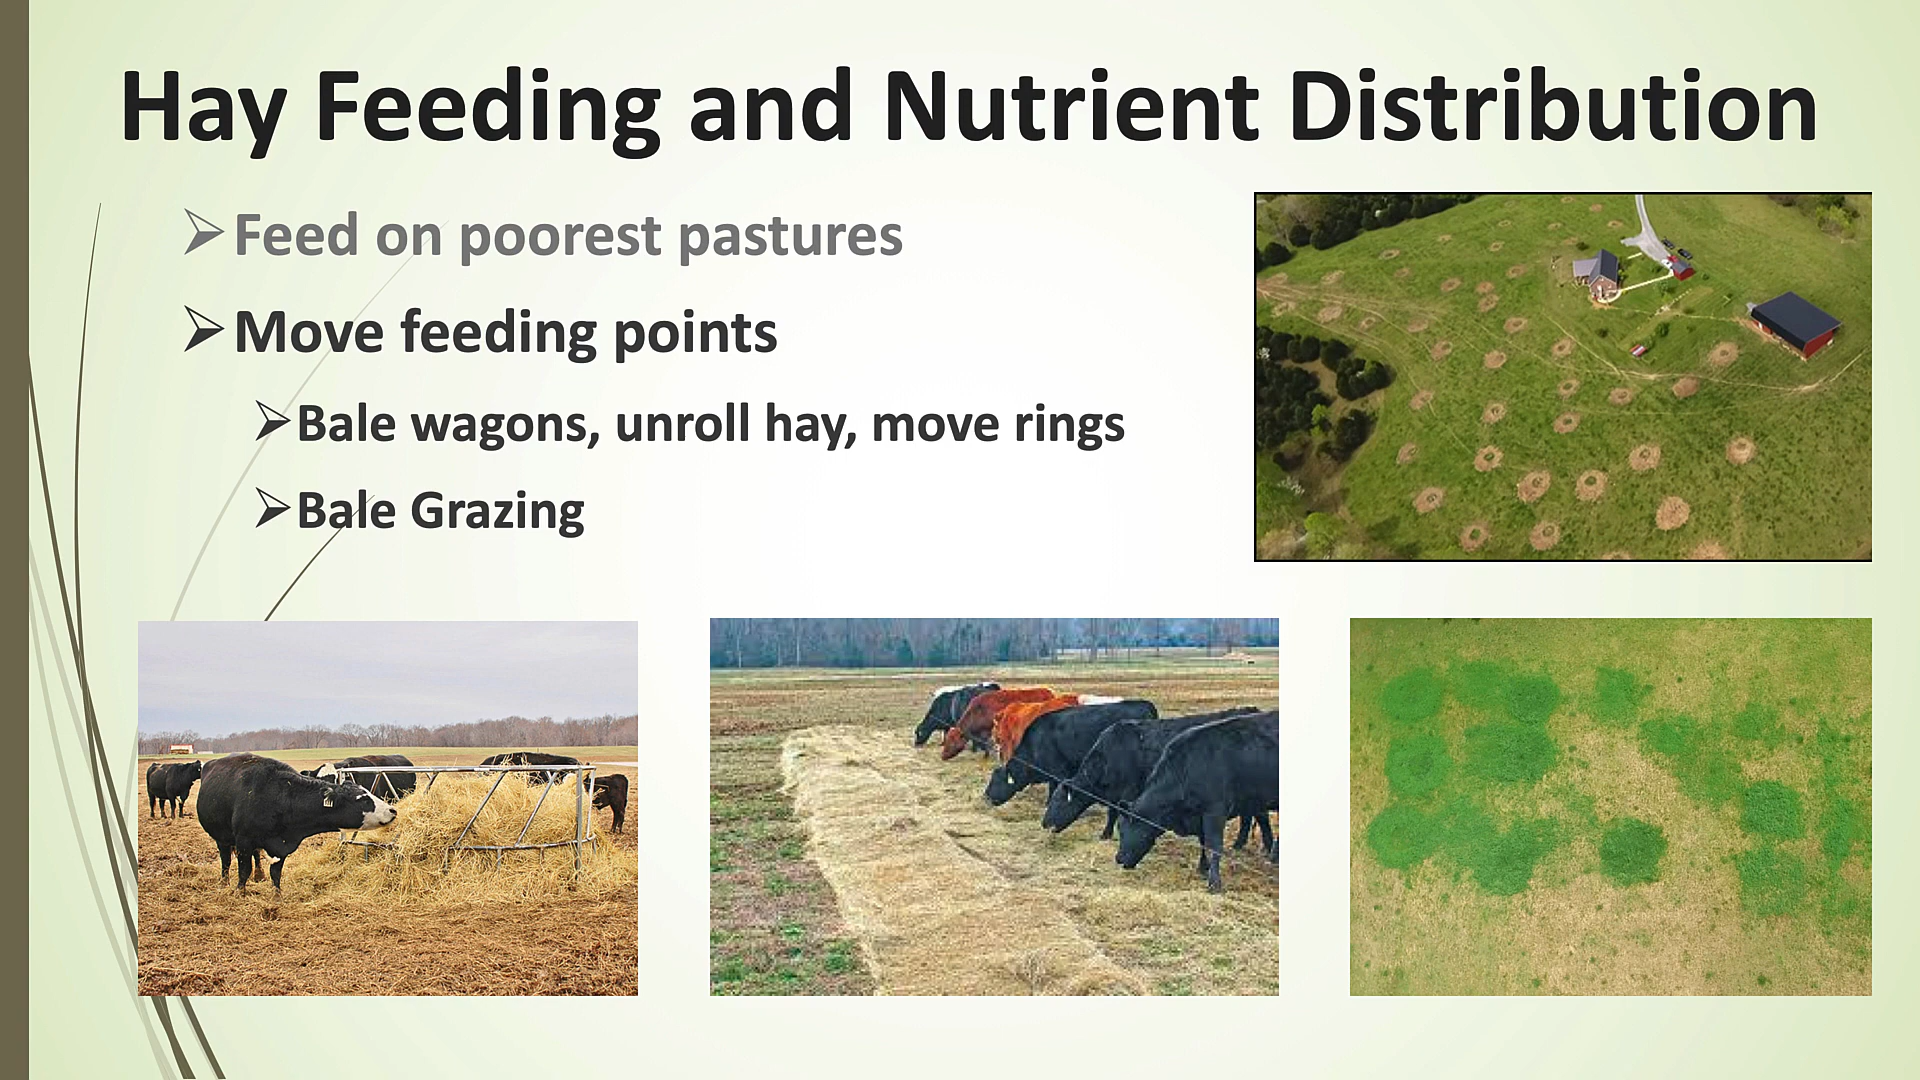 Hay Feeding and Nutrient Distribution
Feed on poorest pastures
Move feeding points
Bale wagons, unroll hay, move rings
Bale Grazing